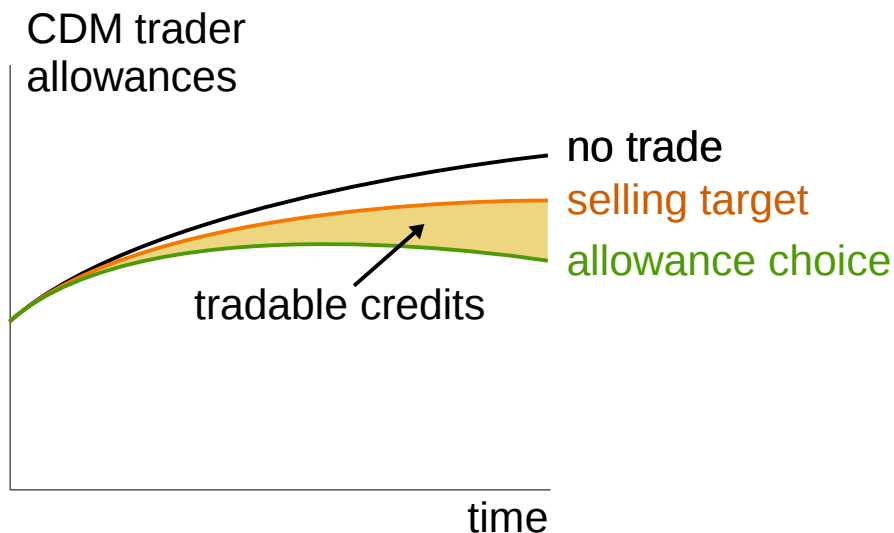 CDM trader
allowances
no trade
selling target
allowance choice
tradable credits
time